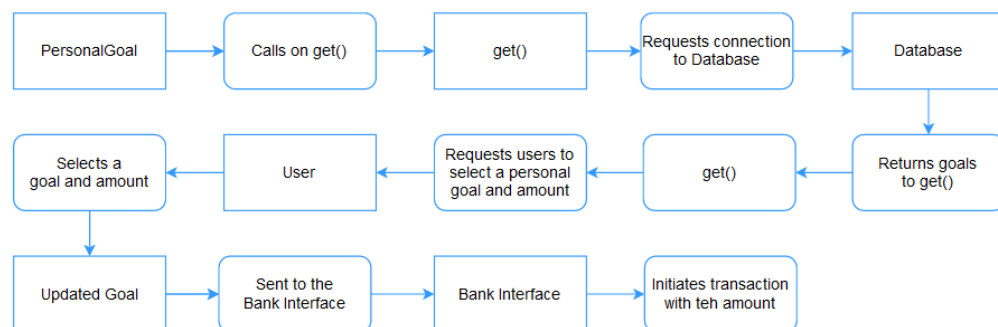 PersonalGoal
Calls on get()
get()
Requests connection
to Database
Database
Returns goals
to get()
get()
Requests users to
select a personal
goal and amount
User
Selects a
goal and amount
Updated Goal
Sent to the
Bank Interface
Bank Interface
Initiates transaction
with teh amount